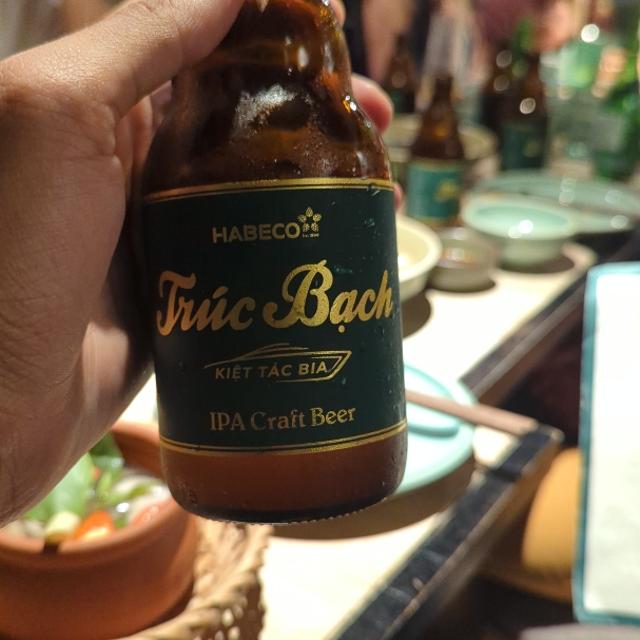 HABECO
Trúc Bạch
KIỆT TÁC BIA
IPA Craft Beer